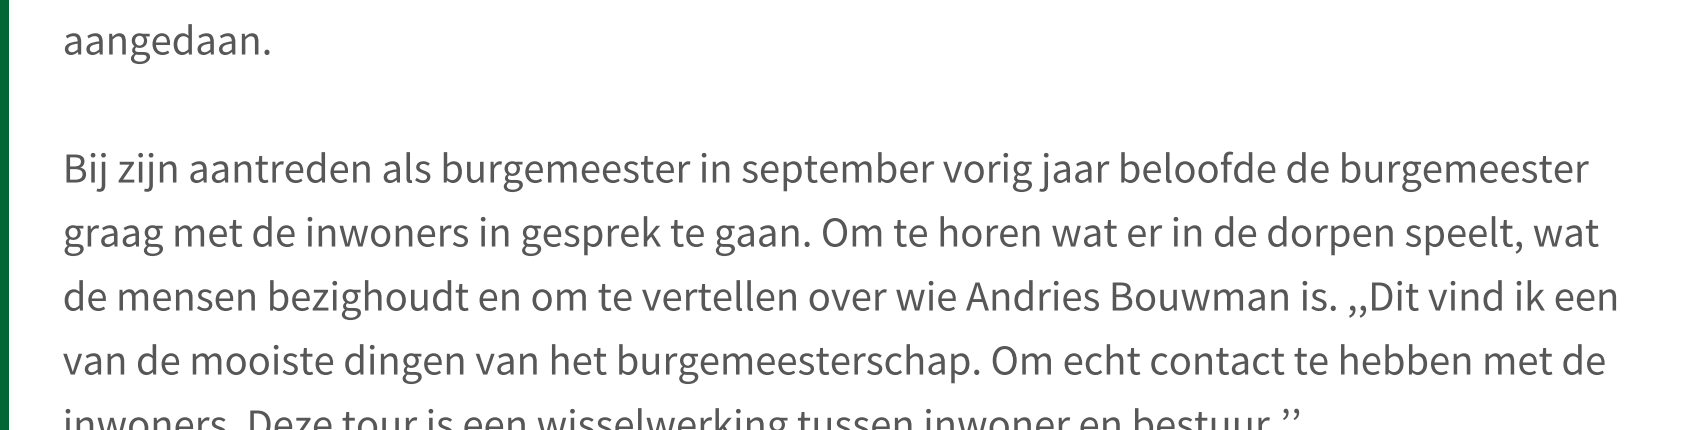 aangedaan.
Bij zijn aantreden als burgemeester in september vorig jaar beloofde de burgemeester
graag met de inwoners in gesprek te gaan. Om te horen wat er in de dorpen speelt, wat
de mensen bezighoudt en om te vertellen over wie Andries Bouwman is. ,,Dit vind ik een
van de mooiste dingen van het burgemeesterschap. Om echt contact te hebben met de
inwoners. Deze tour is een wisselwerking tussen inwoner en bestuur.’’